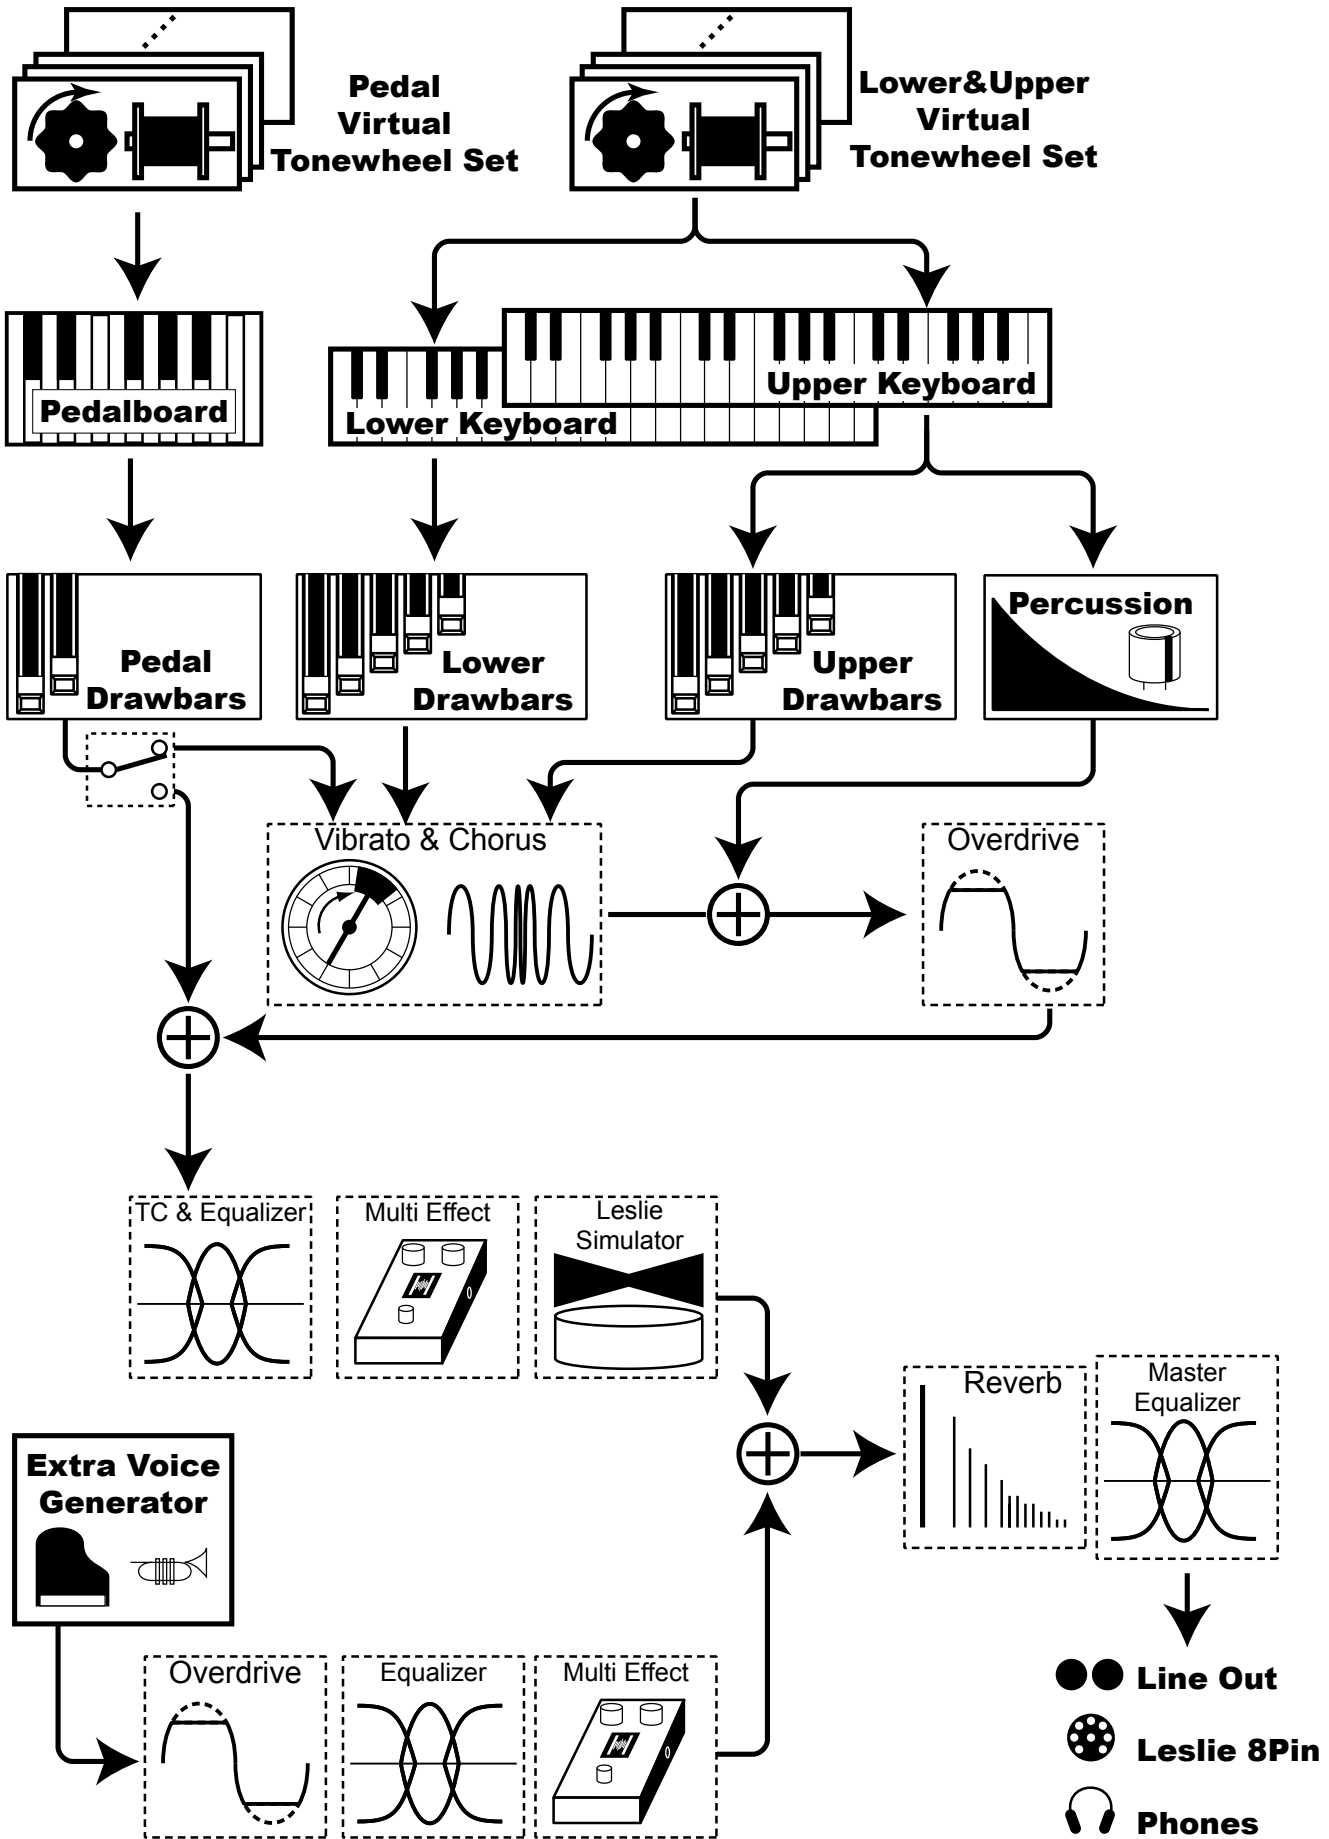 Pedal
Virtual
Tonewheel Set
Lower&Upper
Virtual
Tonewheel Set
Pedalboard
Lower Keyboard
Upper Keyboard
Pedal
Drawbars
Lower
Drawbars
Upper
Drawbars
Percussion
Vibrato & Chorus
Overdrive
TC & Equalizer
Multi Effect
Leslie
Simulator
Extra Voice
Generator
Reverb
Master
Equalizer
Overdrive
Equalizer
Multi Effect
Line Out
Leslie 8Pin
Phones